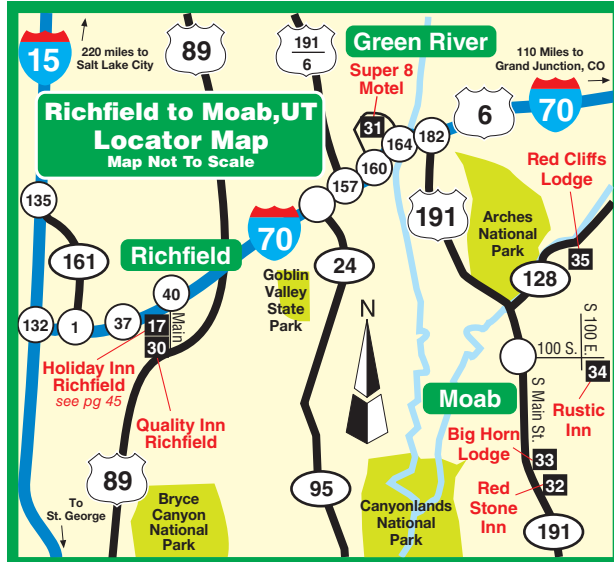 15
220 miles to
Salt Lake City
89
191
6
Green River
110 Miles to
Grand Junction, CO
Super 8
Motel
31
6
70
Richfield to Moab,UT
Locator Map
Map Not To Scale
164
182
160
157
Red Cliffs
Lodge
135
191
Arches
National
Park
35
161
Richfield
70
24
128
Goblin
Valley
State
Park
40
N
S 100 E.
132
1
37
17
Main
30
100 S.
34
Holiday Inn
Richfield
see pg 45
Quality Inn
Richfield
Moab
S Main St.
Rustic
Inn
Big Horn
Lodge
33
89
95
Red
Stone
Inn
32
To
St. George
Bryce
Canyon
National
Park
Canyonlands
National
Park
191